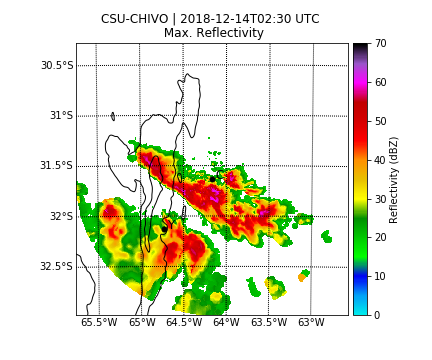 CSU-CHIVO | 2018-12-14T02:30 UTC
Max. Reflectivity
30.5°S
31°S
31.5°S
32°S
32.5°S
65.5°W 65°W 64.5°W 64°W 63.5°W 63°W
70
60
50
40
30
20
10
0
Reflectivity (dBZ)